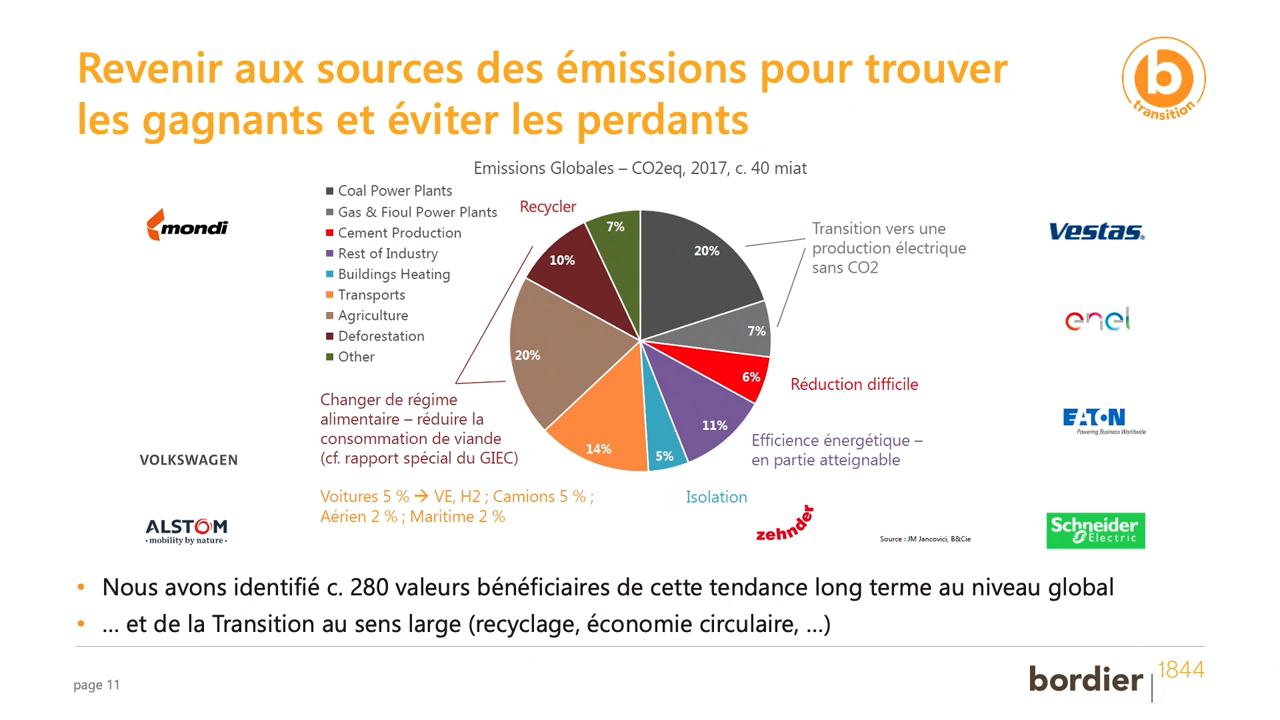 Revenir aux sources des émissions pour trouver
les gagnants et éviter les perdants
b
transition
Emissions Globales – CO2eq, 2017, c. 40 miat
mondi
Coal Power Plants
Gas & Fioul Power Plants
Cement Production
Rest of Industry
Buildings Heating
Transports
Agriculture
Deforestation
Other
Recycler
7%
20%
10%
7%
20%
6%
11%
14%
5%
Transition vers une
production électrique
sans CO2
Vestas.
enel
Réduction difficile
Changer de régime
alimentaire – réduire la
consommation de viande
(cf. rapport spécial du GIEC)
EATON
Powering Business Worldwide
Efficience énergétique –
en partie atteignable
VOLKSWAGEN
Voitures 5 % → VE, H2 ; Camions 5 % ;
Aérien 2 % ; Maritime 2 %
Isolation
ALSTOM
• mobility by nature •
zehnder
Source : JM Jancovici, B&Cie
Schneider
Electric
• Nous avons identifié c. 280 valeurs bénéficiaires de cette tendance long terme au niveau global
• … et de la Transition au sens large (recyclage, économie circulaire, …)
page 11
bordier | 1844